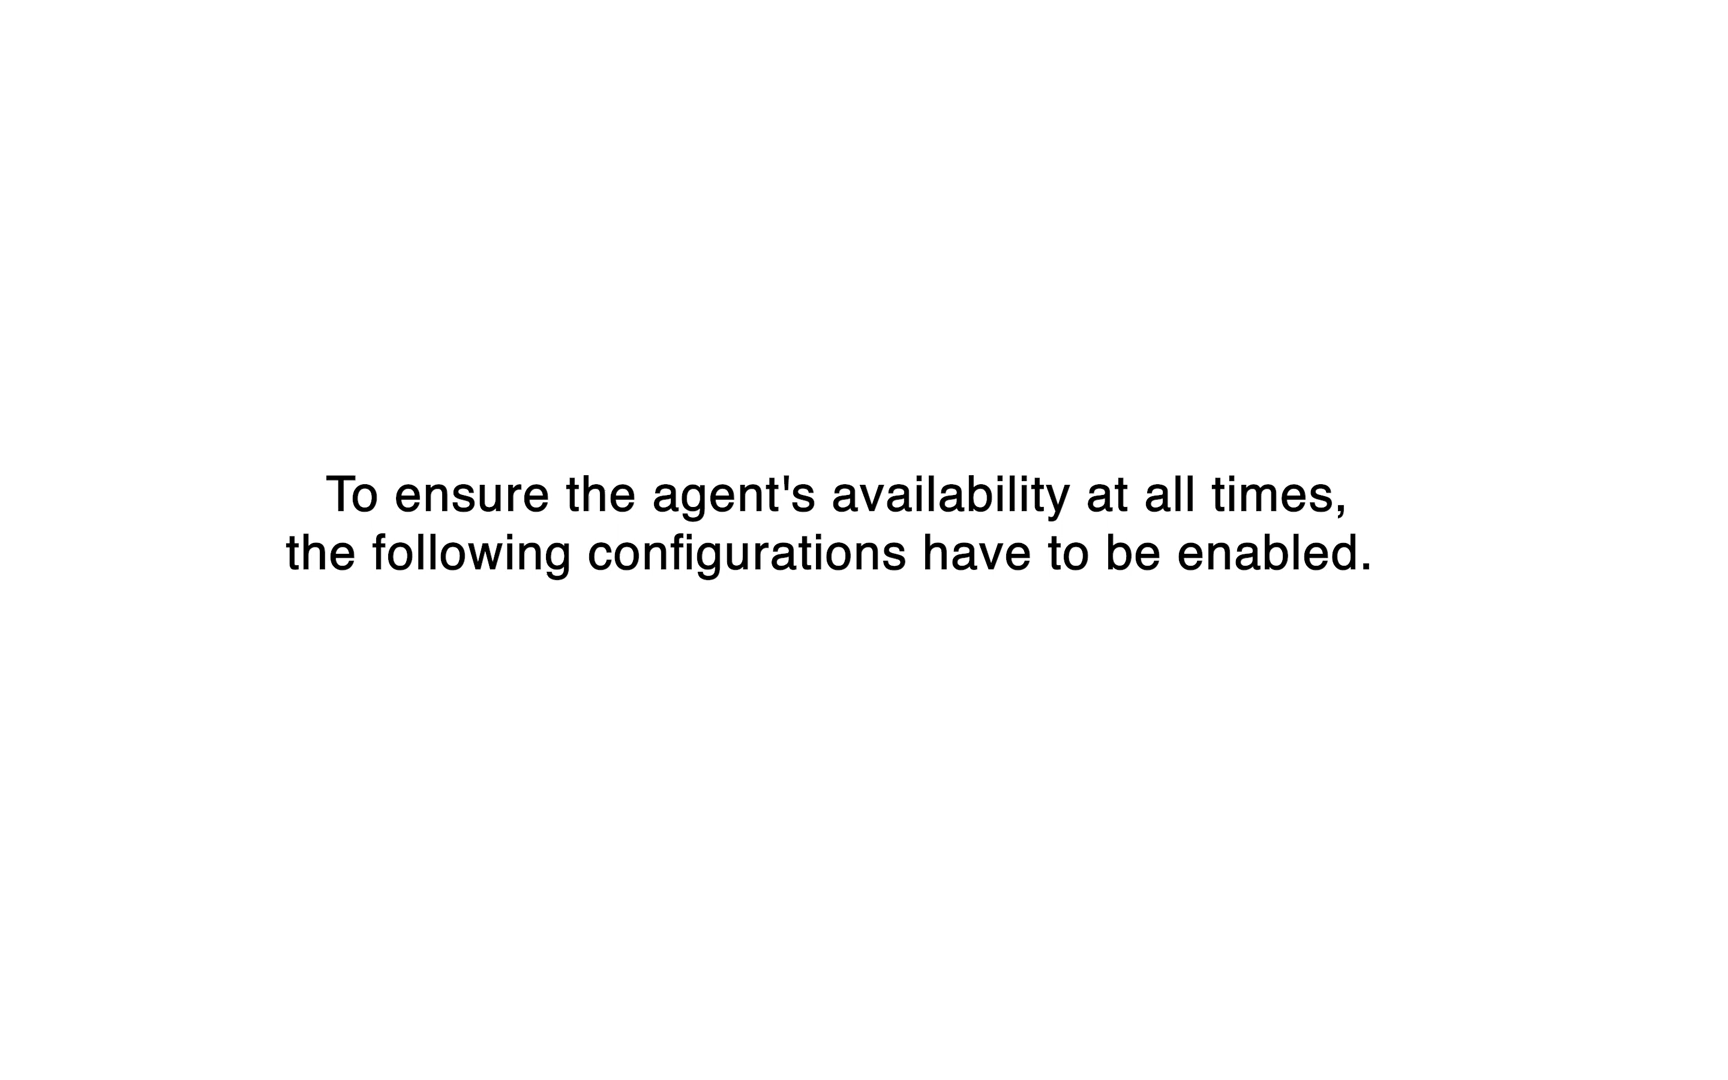 To ensure the agent's availability at all times,
the following configurations have to be enabled.